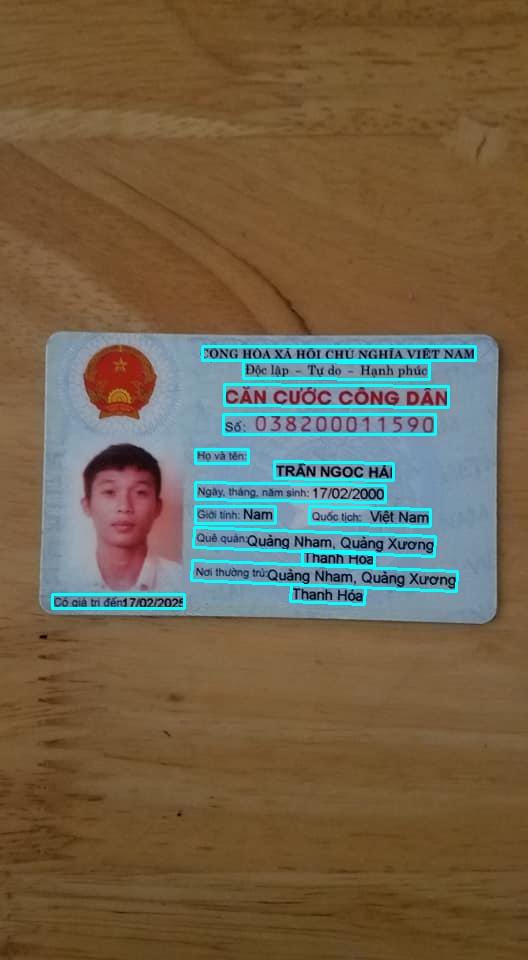 CỘNG HÒA XÃ HỘI CHỦ NGHĨA VIỆT NAM
Độc lập – Tự do – Hạnh phúc
CĂN CƯỚC CÔNG DÂN
Số: 038200011590
Họ và tên:
TRẦN NGỌC HẢI
Ngày, tháng, năm sinh: 17/02/2000
Giới tính: Nam Quốc tịch: Việt Nam
Quê quán: Quảng Nham, Quảng Xương
Thanh Hóa
Nơi thường trú: Quảng Nham, Quảng Xương
Thanh Hóa
Có giá trị đến 17/02/2025